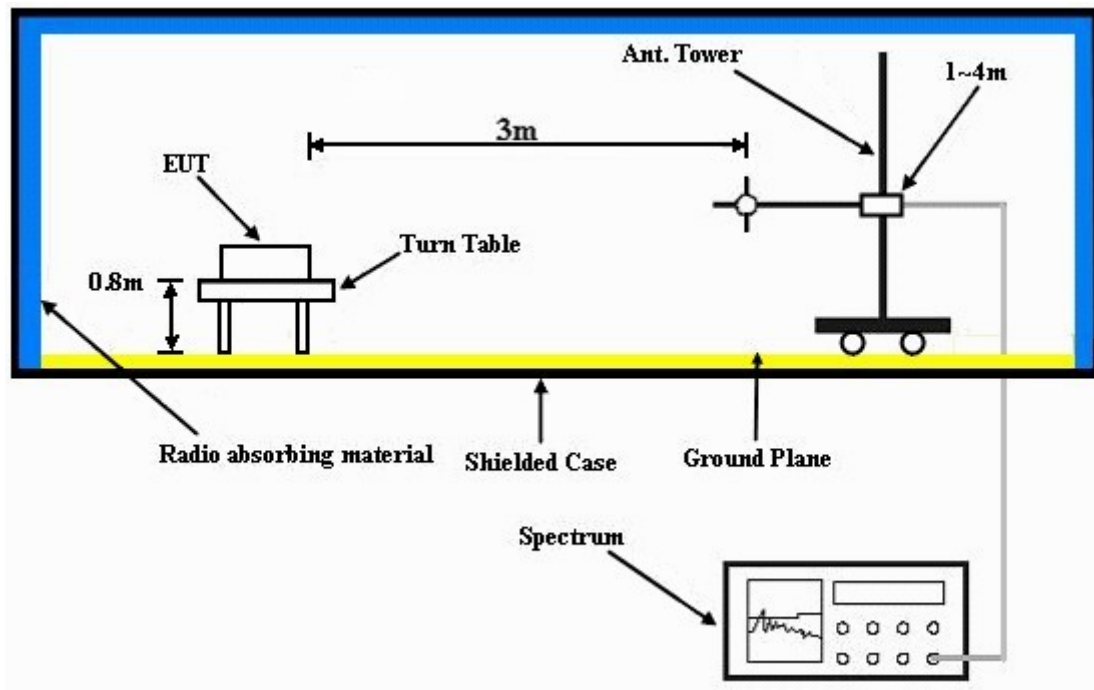 Ant. Tower
1~4m
3m
EUT
Turn Table
0.8m
Radio absorbing material
Shielded Case
Ground Plane
Spectrum